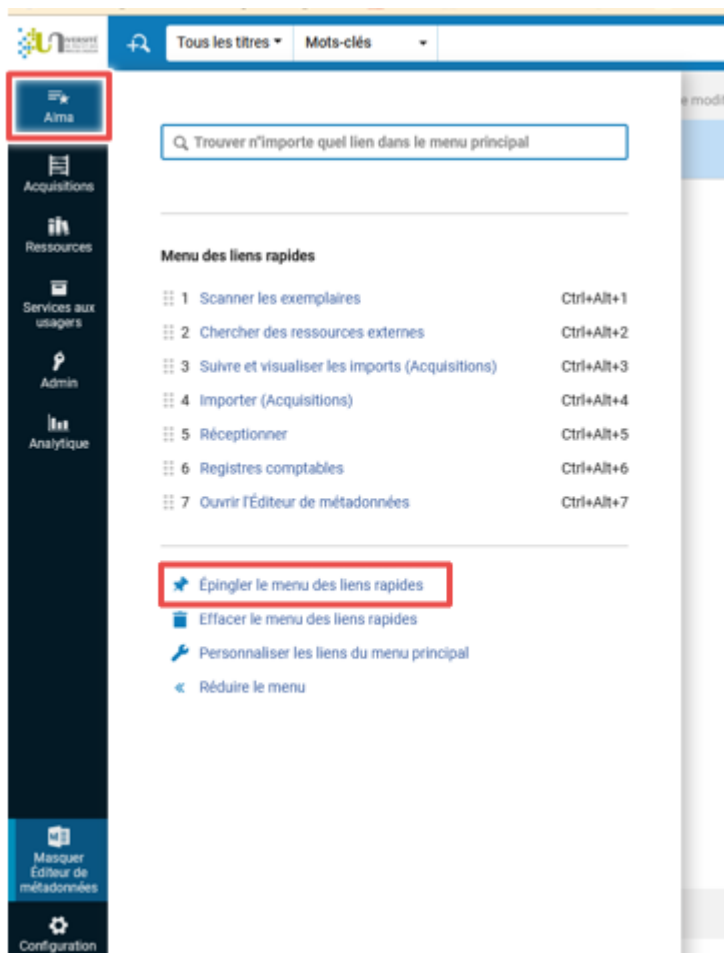 UNIVERSITÉ
Tous les titres
Mots-clés
Alma
e modif
Trouver n"importe quel lien dans le menu principal
Acquisitions
Ressources
Menu des liens rapides
1 Scanner les exemplaires Ctrl+Alt+1
Services aux
usagers
2 Chercher des ressources externes Ctrl+Alt+2
3 Suivre et visualiser les imports (Acquisitions) Ctrl+Alt+3
Admin
4 Importer (Acquisitions) Ctrl+Alt+4
5 Réceptionner Ctrl+Alt+5
Analytique
6 Registres comptables Ctrl+Alt+6
7 Ouvrir l'Éditeur de métadonnées Ctrl+Alt+7
Épingler le menu des liens rapides
Effacer le menu des liens rapides
Personnaliser les liens du menu principal
Réduire le menu
Masquer
Éditeur de
métadonnées
Configuration